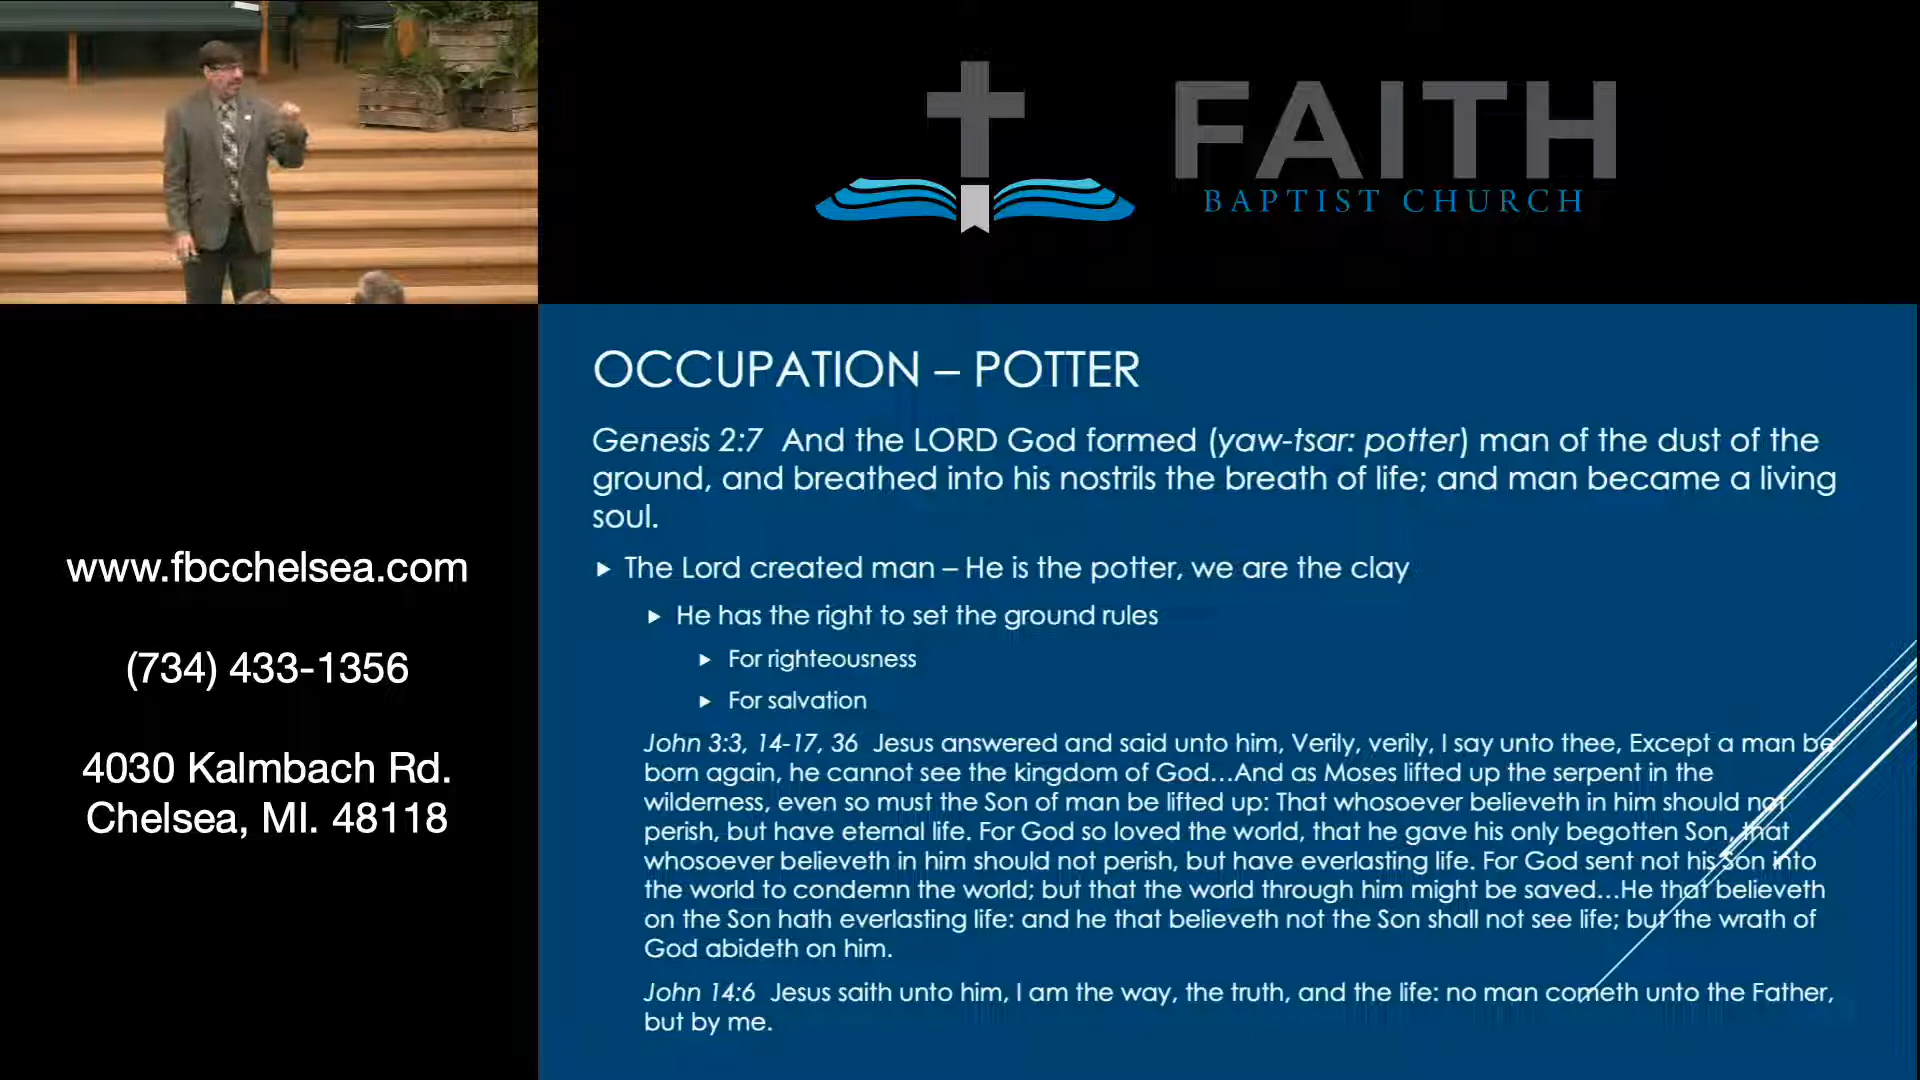 FAITH
BAPTIST CHURCH
www.fbcchelsea.com
(734) 433-1356
4030 Kalmbach Rd.
Chelsea, MI. 48118
OCCUPATION – POTTER
Genesis 2:7 And the LORD God formed (yaw-tsar: potter) man of the dust of the
ground, and breathed into his nostrils the breath of life; and man became a living
soul.
The Lord created man – He is the potter, we are the clay
He has the right to set the ground rules
For righteousness
For salvation
John 3:3, 14-17, 36 Jesus answered and said unto him, Verily, verily, I say unto thee, Except a man be
born again, he cannot see the kingdom of God…And as Moses lifted up the serpent in the
wilderness, even so must the Son of man be lifted up: That whosoever believeth in him should not
perish, but have eternal life. For God so loved the world, that he gave his only begotten Son, that
whosoever believeth in him should not perish, but have everlasting life. For God sent not his Son into
the world to condemn the world; but that the world through him might be saved…He that believeth
on the Son hath everlasting life: and he that believeth not the Son shall not see life; but the wrath of
God abideth on him.
John 14:6 Jesus saith unto him, I am the way, the truth, and the life: no man cometh unto the Father,
but by me.